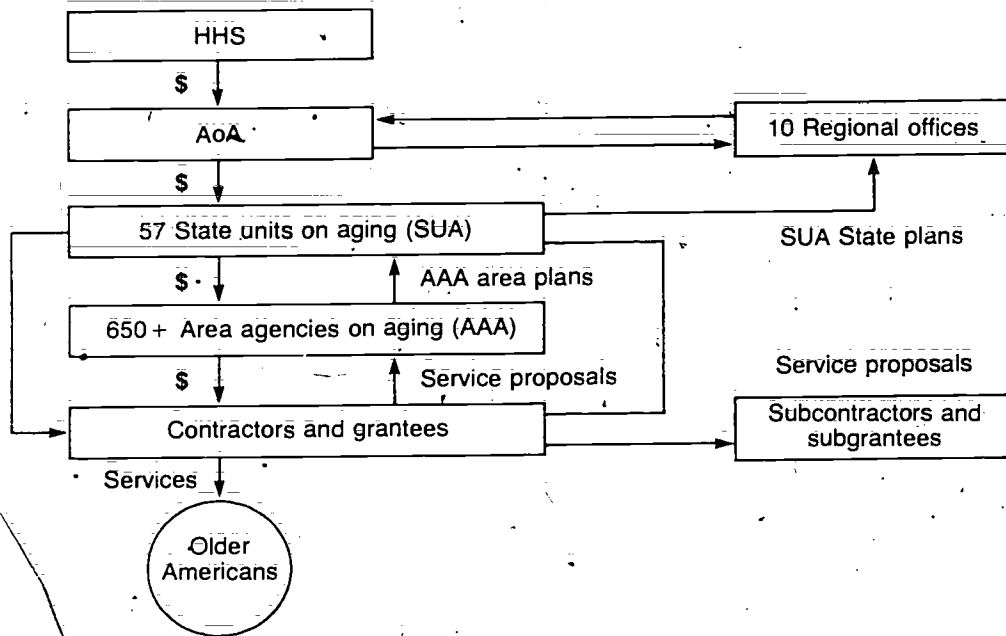 HHS
$
AoA
10 Regional offices
$
57 State units on aging (SUA)
SUA State plans
$
AAA area plans
650+ Area agencies on aging (AAA)
$
Service proposals
Service proposals
Contractors and grantees
Subcontractors and
subgrantees
Services
Older
Americans